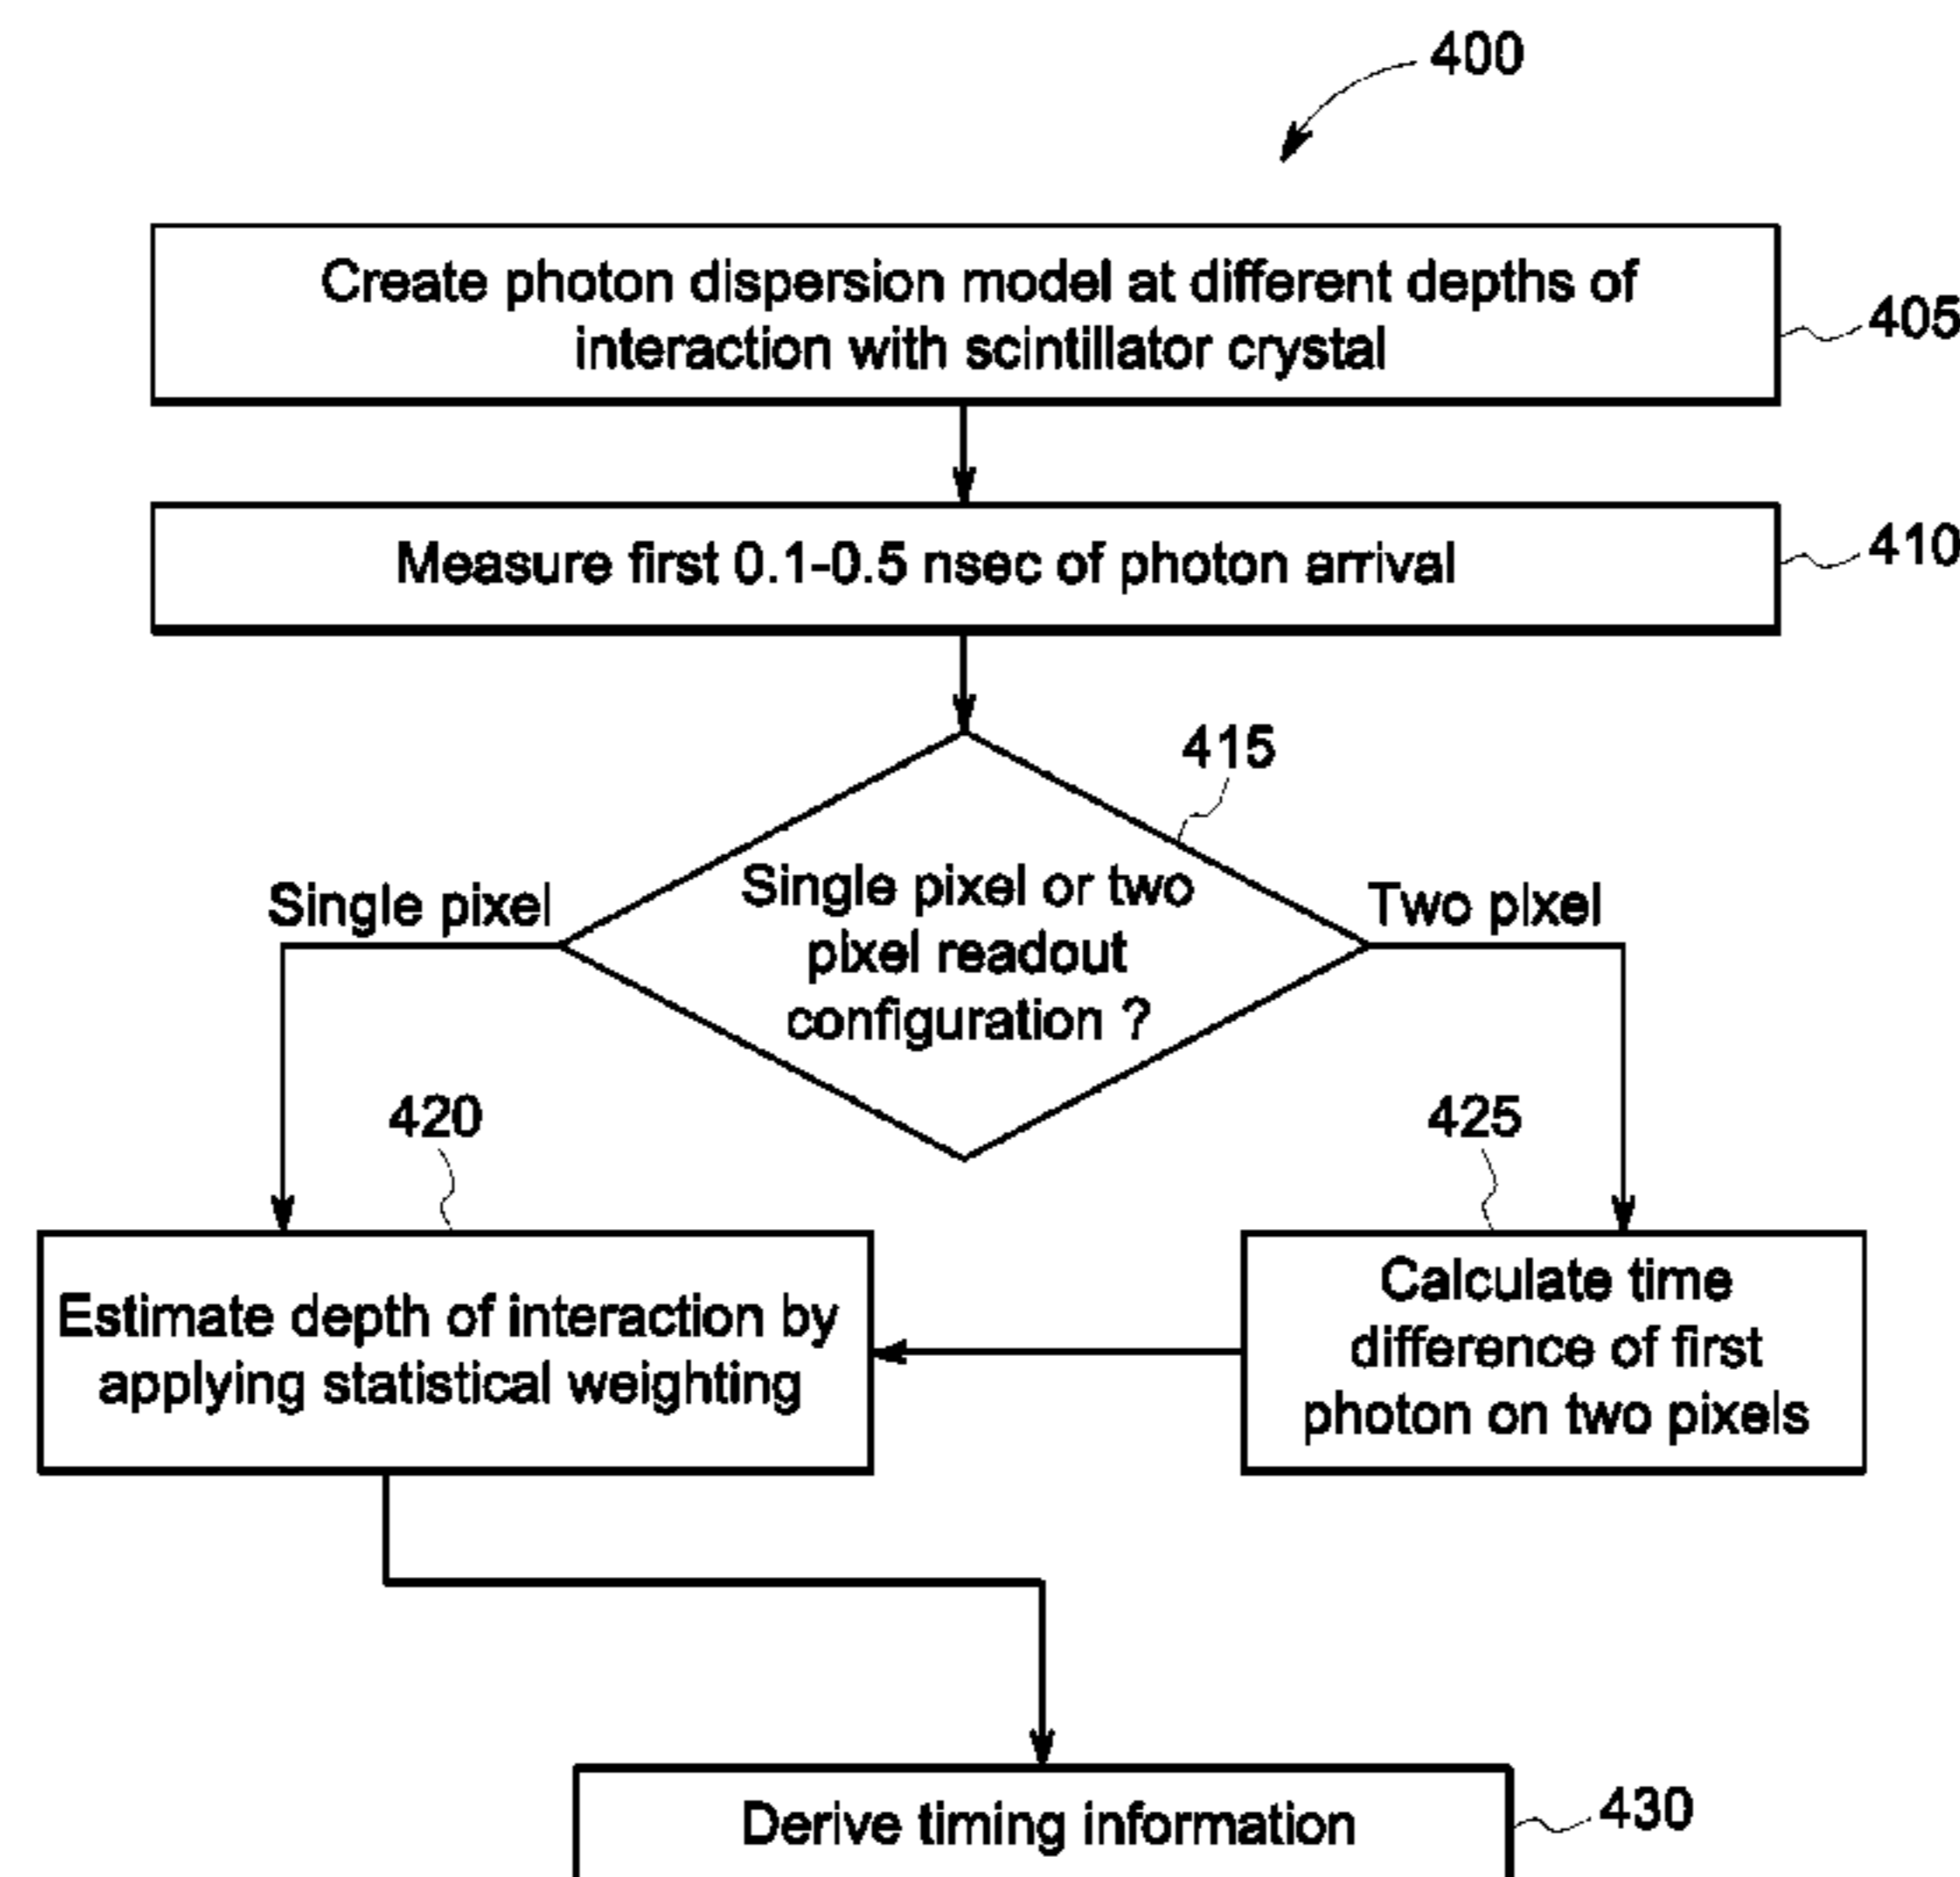 400
Create photon dispersion model at different depths of
interaction with scintillator crystal
405
Measure first 0.1-0.5 nsec of photon arrival
410
415
Single pixel or two
pixel readout
configuration ?
Single pixel
Two pixel
420
Estimate depth of interaction by
applying statistical weighting
425
Calculate time
difference of first
photon on two pixels
Derive timing information
430